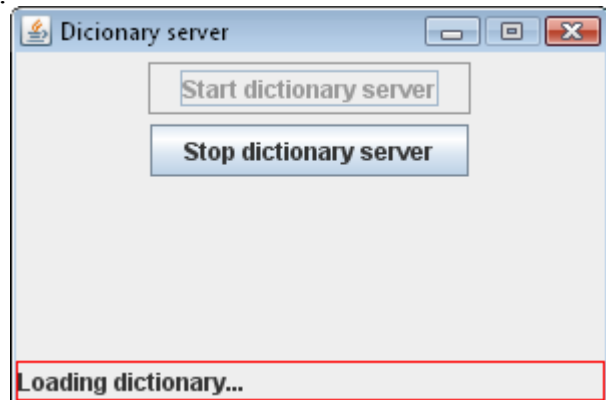 Dicionary server
Start dictionary server
Stop dictionary server
Loading dictionary...